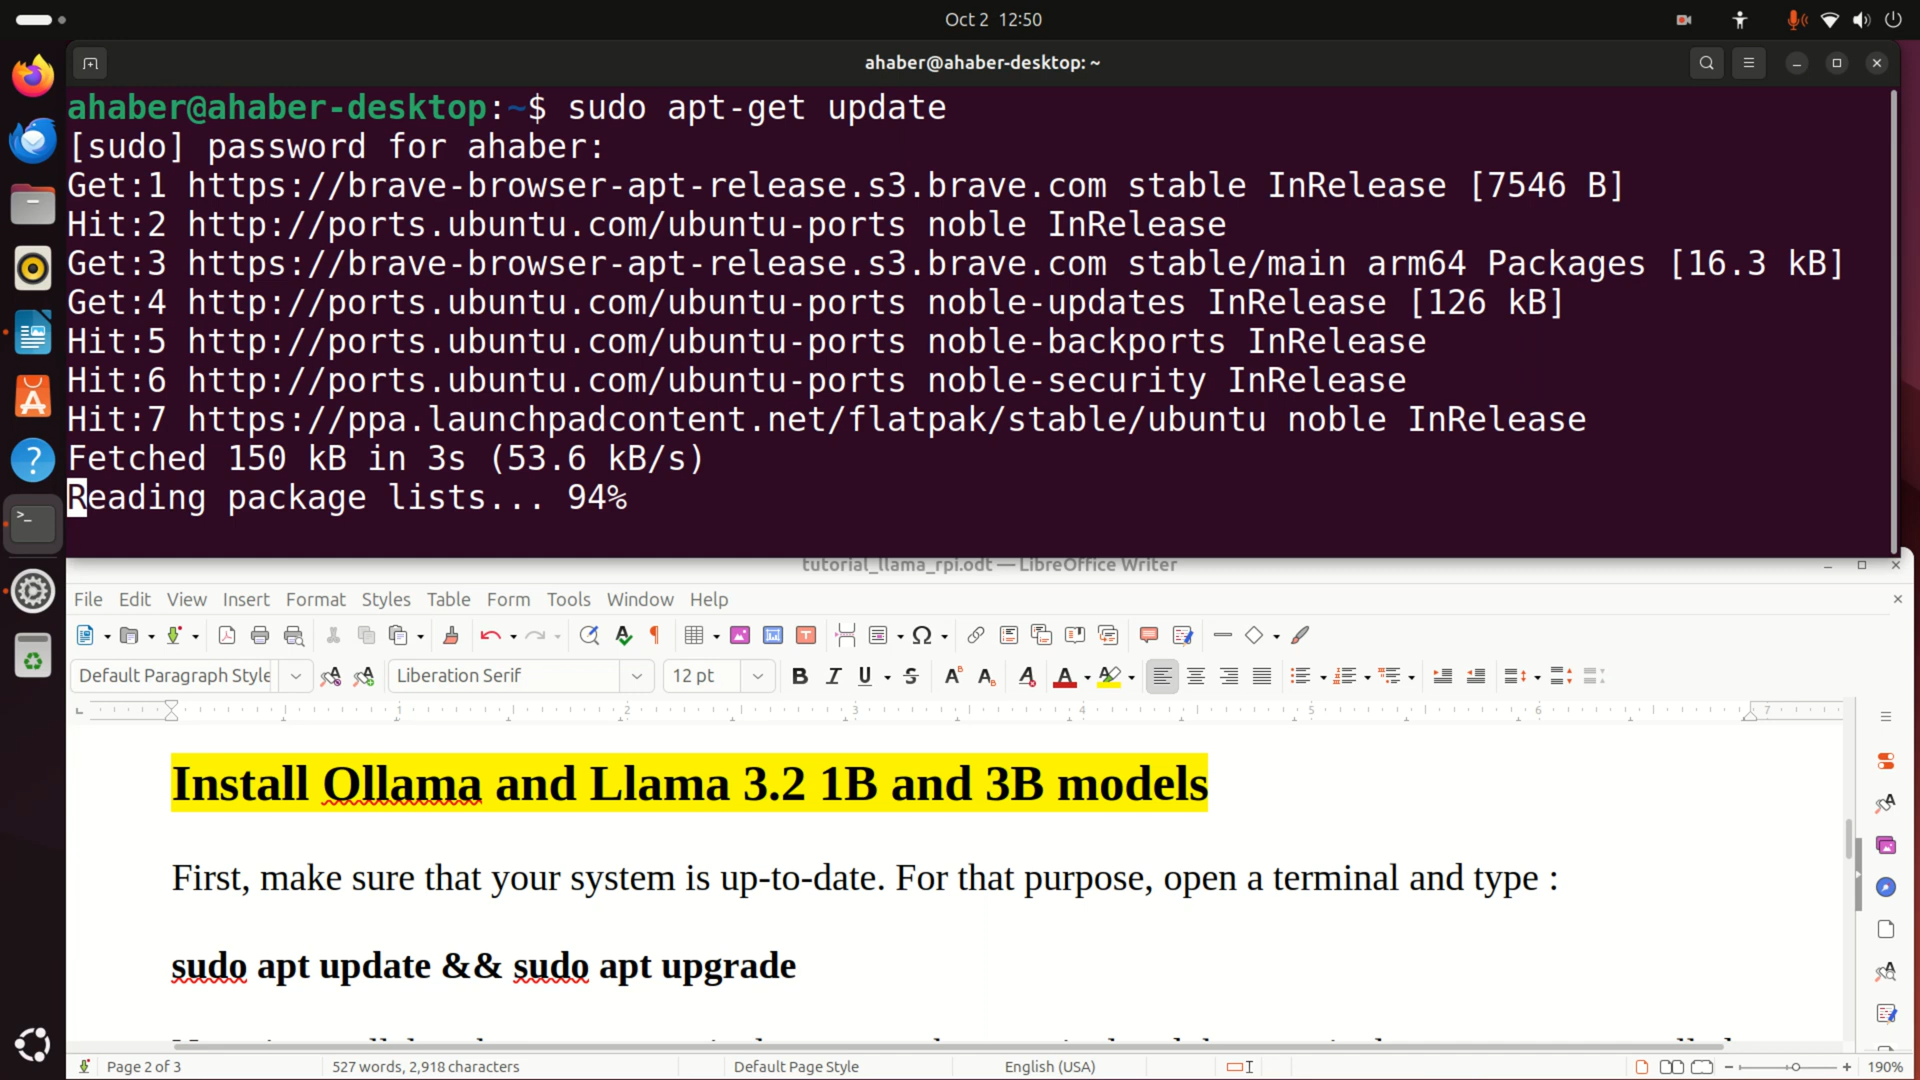 Oct 2 12:50
ahaber@ahaber-desktop: ~
ahaber@ahaber-desktop:~$ sudo apt-get update
[sudo] password for ahaber:
Get:1 https://brave-browser-apt-release.s3.brave.com stable InRelease [7546 B]
Hit:2 http://ports.ubuntu.com/ubuntu-ports noble InRelease
Get:3 https://brave-browser-apt-release.s3.brave.com stable/main arm64 Packages [16.3 kB]
Get:4 http://ports.ubuntu.com/ubuntu-ports noble-updates InRelease [126 kB]
Hit:5 http://ports.ubuntu.com/ubuntu-ports noble-backports InRelease
Hit:6 http://ports.ubuntu.com/ubuntu-ports noble-security InRelease
Hit:7 https://ppa.launchpadcontent.net/flatpak/stable/ubuntu noble InRelease
Fetched 150 kB in 3s (53.6 kB/s)
Reading package lists... 94%
tutorial_llama_rpi.odt — LibreOffice Writer
File Edit View Insert Format Styles Table Form Tools Window Help
Default Paragraph Style Liberation Serif 12 pt
1 2 3 4 5 6 7
Install Ollama and Llama 3.2 1B and 3B models
First, make sure that your system is up-to-date. For that purpose, open a terminal and type :
sudo apt update && sudo apt upgrade
Page 2 of 3 527 words, 2,918 characters Default Page Style English (USA) 190%